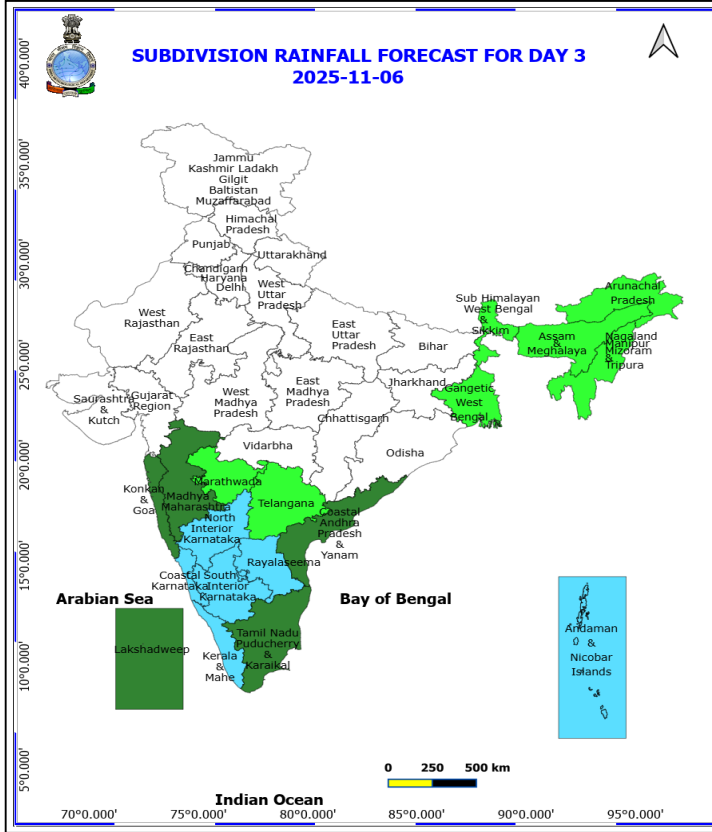 SUBDIVISION RAINFALL FORECAST FOR DAY 3
2025-11-06
40°0.000'
35°0.000'
30°0.000'
25°0.000'
20°0.000'
15°0.000'
10°0.000'
5°0.000'
Jammu
Kashmir Ladakh
Gilgit
Baltistan
Muzaffarabad
Himachal
Pradesh
Punjab
Uttarakhand
Chandigarh
Haryana
Delhi
West
Uttar
Pradesh
West
Rajasthan
East
Rajasthan
East
Uttar
Pradesh
Bihar
Sub Himalayan
West Bengal
&
Sikkim
Arunachal
Pradesh
Assam
&
Meghalaya
Nagaland
Manipur
Mizoram
&
Tripura
Saurashtra
&
Kutch
Gujarat
Region
West
Madhya
Pradesh
East
Madhya
Pradesh
Jharkhand
Gangetic
West
Bengal
Chhattisgarh
Vidarbha
Odisha
Konkan
&
Goa
Madhya
Maharashtra
Marathwada
Telangana
North
Interior
Karnataka
Coastal
Andhra
Pradesh
&
Yanam
Rayalaseema
Coastal
Karnataka
South
Interior
Karnataka
Arabian Sea
Bay of Bengal
Lakshadweep
Kerala
&
Mahe
Tamil Nadu
Puducherry
&
Karaikal
Andaman
&
Nicobar
Islands
0 250 500 km
Indian Ocean
70°0.000' 75°0.000' 80°0.000' 85°0.000' 90°0.000' 95°0.000'